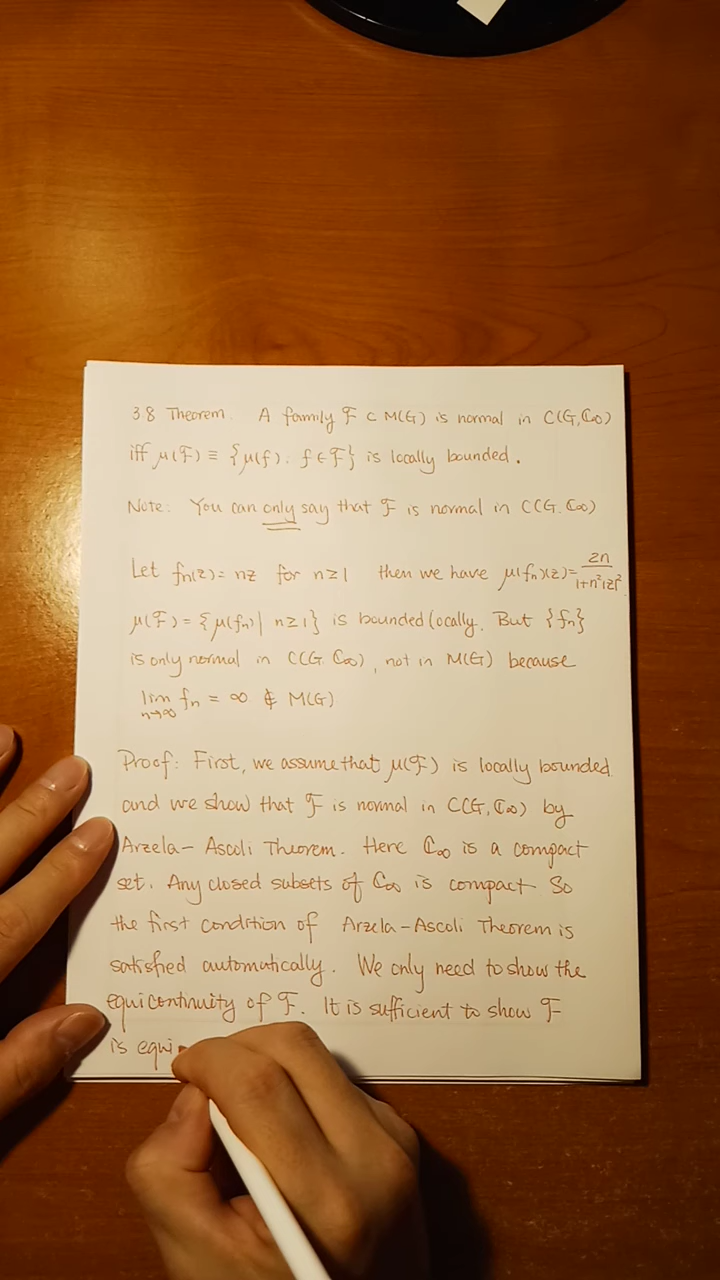 3.8 Theorem. A family ℱ ⊂ M(G) is normal in C(G,ℂ∞)
iff μ(ℱ) ≡ {μ(f) : f ∈ ℱ} is locally bounded.
Note: You can only say that ℱ is normal in C(G,ℂ∞)
Let fn(z) = nz for n≥1 then we have μ(fn)(z) = 2n/(1+n²|z|²)
μ(ℱ) = {μ(fn) | n≥1} is bounded locally. But {fn}
is only normal in C(G,ℂ∞), not in M(G) because
lim n→∞ fn = ∞ ∉ M(G)
Proof: First, we assume that μ(ℱ) is locally bounded
and we show that ℱ is normal in C(G,ℂ∞) by
Arzela-Ascoli Theorem. Here ℂ∞ is a compact
set. Any closed subsets of ℂ∞ is compact So
the first condition of Arzela-Ascoli Theorem is
satisfied automatically. We only need to show the
equicontinuity of ℱ. It is sufficient to show ℱ
is equi